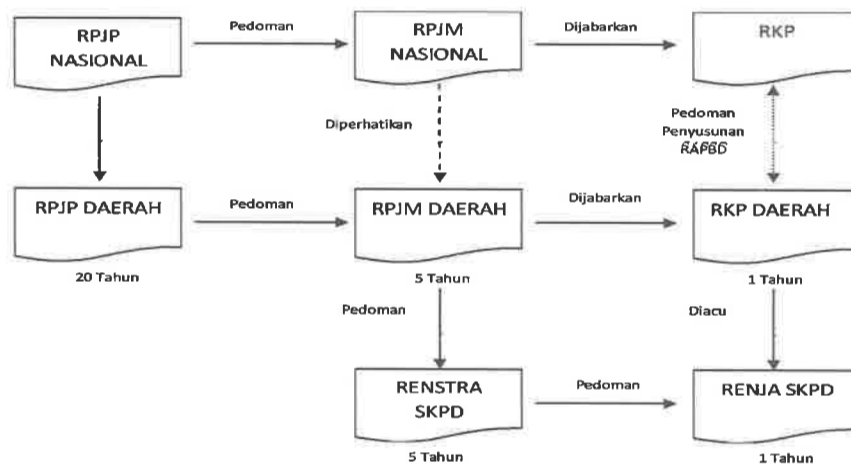 RPJP
NASIONAL
Pedoman
RPJM
NASIONAL
Dijabarkan
RKP
Diperhatikan
Pedoman
Penyusunan
RPJP DAERAH
Pedoman
RPJM DAERAH
Dijabarkan
RKP DAERAH
20 Tahun
5 Tahun
1 Tahun
Pedoman
Diacu
RENSTRA
SKPD
Pedoman
RENJA SKPD
5 Tahun
1 Tahun